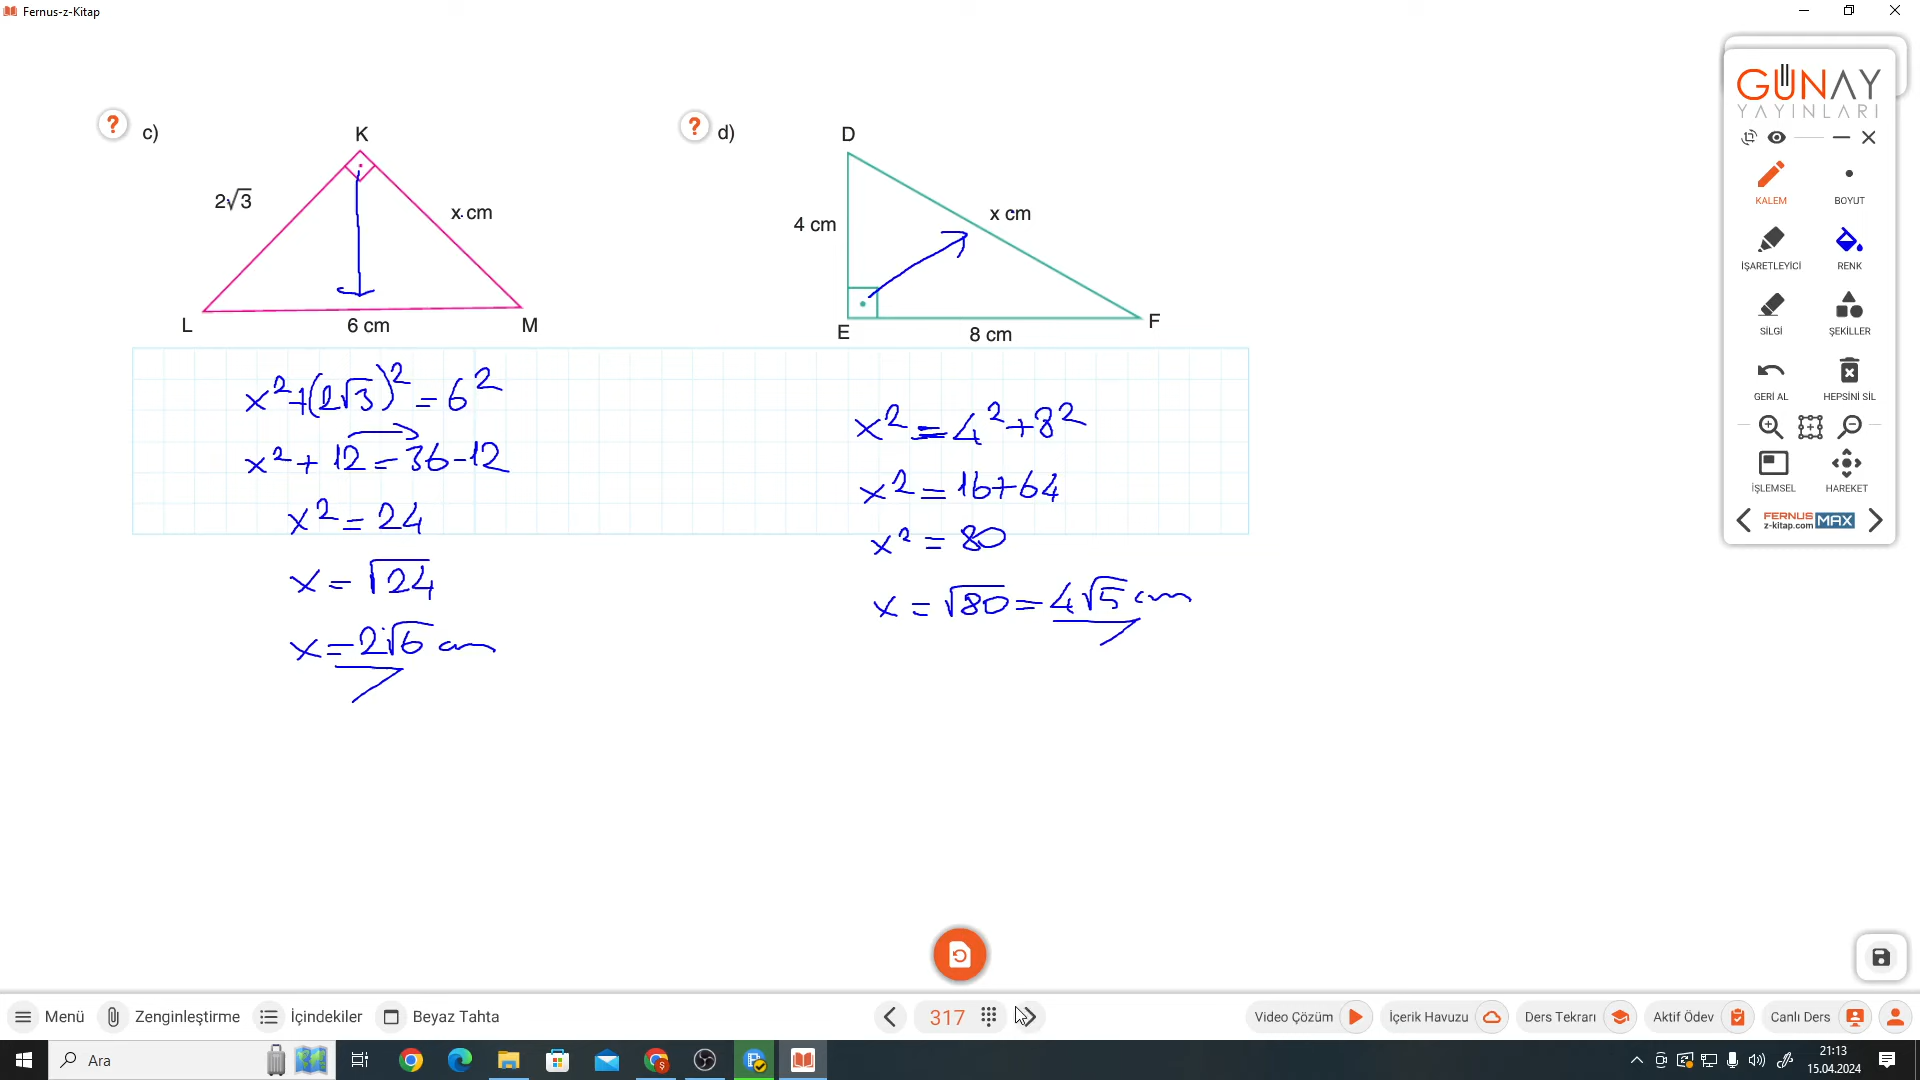 Fernus-z-Kitap
GÜNAY
YAYINLARI
c)
K
2√3
x cm
L
6 cm
M
d)
D
4 cm
x cm
E
8 cm
F
x²+(2√3)²=6²
x²+12=36-12
x²=24
x=√24
x=2√6 cm
x²=4²+8²
x²=16+64
x²=80
x=√80=4√5 cm
KALEM
BOYUT
İŞARETLEYİCİ
RENK
SİLGİ
ŞEKİLLER
GERİ AL
HEPSİNİ SİL
İŞLEMSEL
HAREKET
FERNUS
z-kitap.com
MAX
Menü
Zenginleştirme
İçindekiler
Beyaz Tahta
317
Video Çözüm
İçerik Havuzu
Ders Tekrarı
Aktif Ödev
Canlı Ders
Ara
21:13
15.04.2024